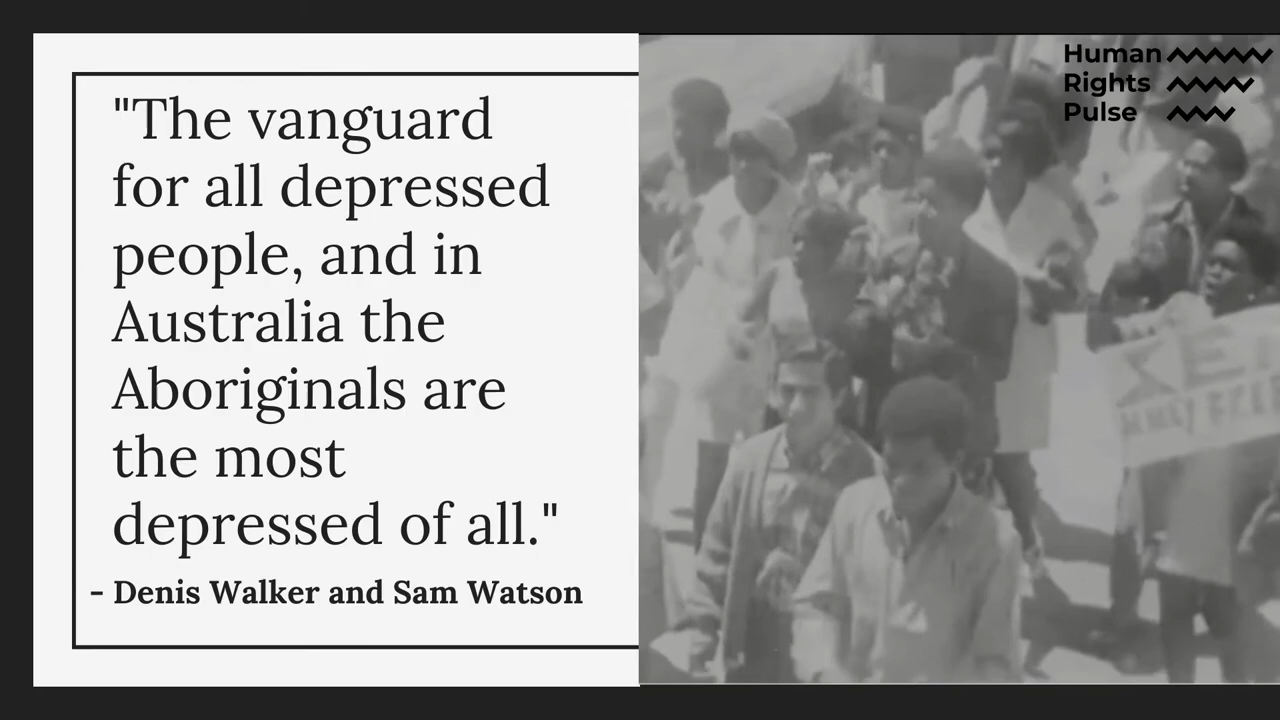 "The vanguard
for all depressed
people, and in
Australia the
Aboriginals are
the most
depressed of all."
- Denis Walker and Sam Watson
Human
Rights
Pulse